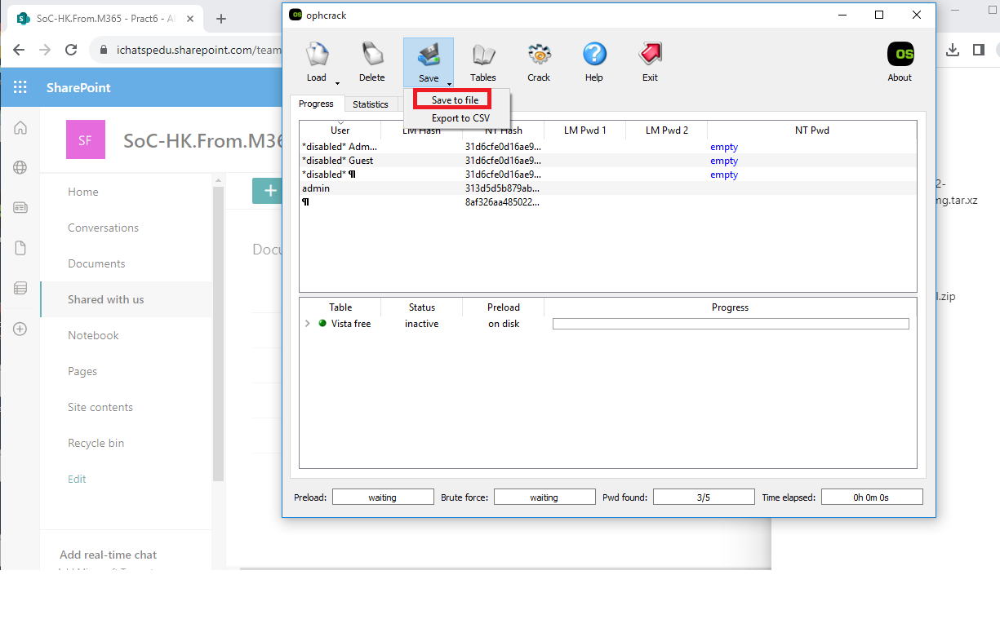 SoC-HK.From.M365 - Pract6 - A
ophcrack
ichatspedu.sharepoint.com/team
SharePoint
SF
SoC-HK.From.M36
Home
Conversations
Documents
Shared with us
Notebook
Pages
Site contents
Recycle bin
Edit
Add real-time chat
Docu
2-
mg.tar.xz
.zip
Load
Delete
Save
Tables
Crack
Help
Exit
OS
About
Save to file
Export to CSV
Progress
Statistics
User LM Hash NT Hash LM Pwd 1 LM Pwd 2 NT Pwd
*disabled* Adm... 31d6cfe0d16ae9... empty
*disabled* Guest 31d6cfe0d16ae9... empty
*disabled* ¶ 31d6cfe0d16ae9... empty
admin 313d5d5b879ab...
¶ 8af326aa485022...
Table Status Preload Progress
Vista free inactive on disk
Preload: waiting Brute force: waiting Pwd found: 3/5 Time elapsed: 0h 0m 0s